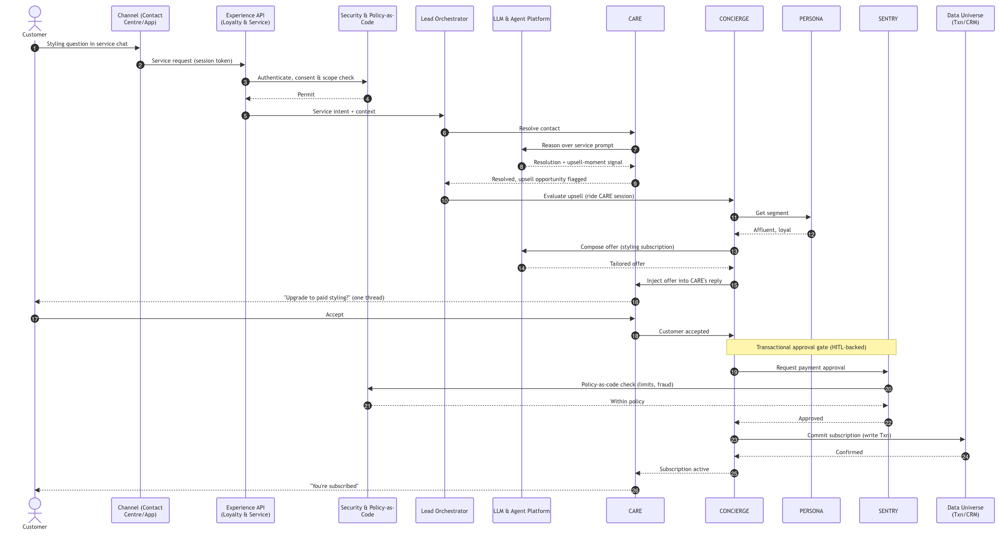 Customer
Channel (Contact
Centre/App)
Experience API
(Loyalty & Service)
Security & Policy-as-
Code
Lead Orchestrator
LLM & Agent Platform
CARE
CONCIERGE
PERSONA
SENTRY
Data Universe
(Txn/CRM)
1
Styling question in service chat
2
Service request (session token)
3
Authenticate, consent & scope check
Permit
4
5
Service intent + context
6
Resolve contact
Reason over service prompt
7
8
Resolution + upsell-moment signal
Resolved, upsell opportunity flagged
9
10
Evaluate upsell (ride CARE session)
11
Get segment
Affluent, loyal
12
Compose offer (styling subscription)
13
14
Tailored offer
Inject offer into CARE's reply
15
"Upgrade to paid styling?" (one thread)
16
17
Accept
18
Customer accepted
Transactional approval gate (HITL-backed)
19
Request payment approval
Policy-as-code check (limits, fraud)
20
21
Within policy
Approved
22
23
Commit subscription (write Txn)
Confirmed
24
Subscription active
25
"You're subscribed"
26
Customer
Channel (Contact
Centre/App)
Experience API
(Loyalty & Service)
Security & Policy-as-
Code
Lead Orchestrator
LLM & Agent Platform
CARE
CONCIERGE
PERSONA
SENTRY
Data Universe
(Txn/CRM)